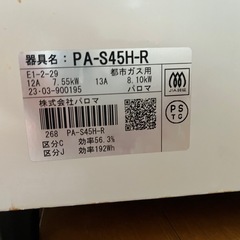 器具名: PA-S45H-R
E1-2-29 都市ガス用
12A 7.55kW 13A 8.10kW
23・03-900195 パロマ
株式会社パロマ
268 PA-S45H-R
区分C 効率56.3%
区分J 効率192Wh
PS
TG